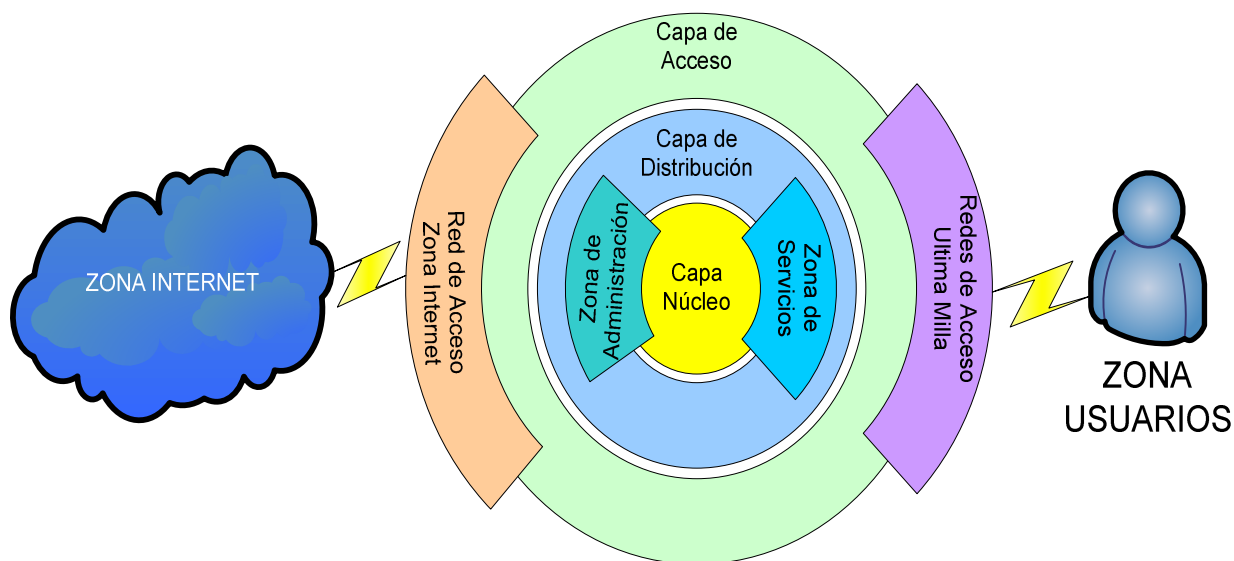 Capa de
Acceso
Capa de
Distribución
ZONA INTERNET
Red de Acceso
Zona Internet
Zona de
Administración
Capa
Núcleo
Zona de
Servicios
Redes de Acceso
Ultima Milla
ZONA
USUARIOS